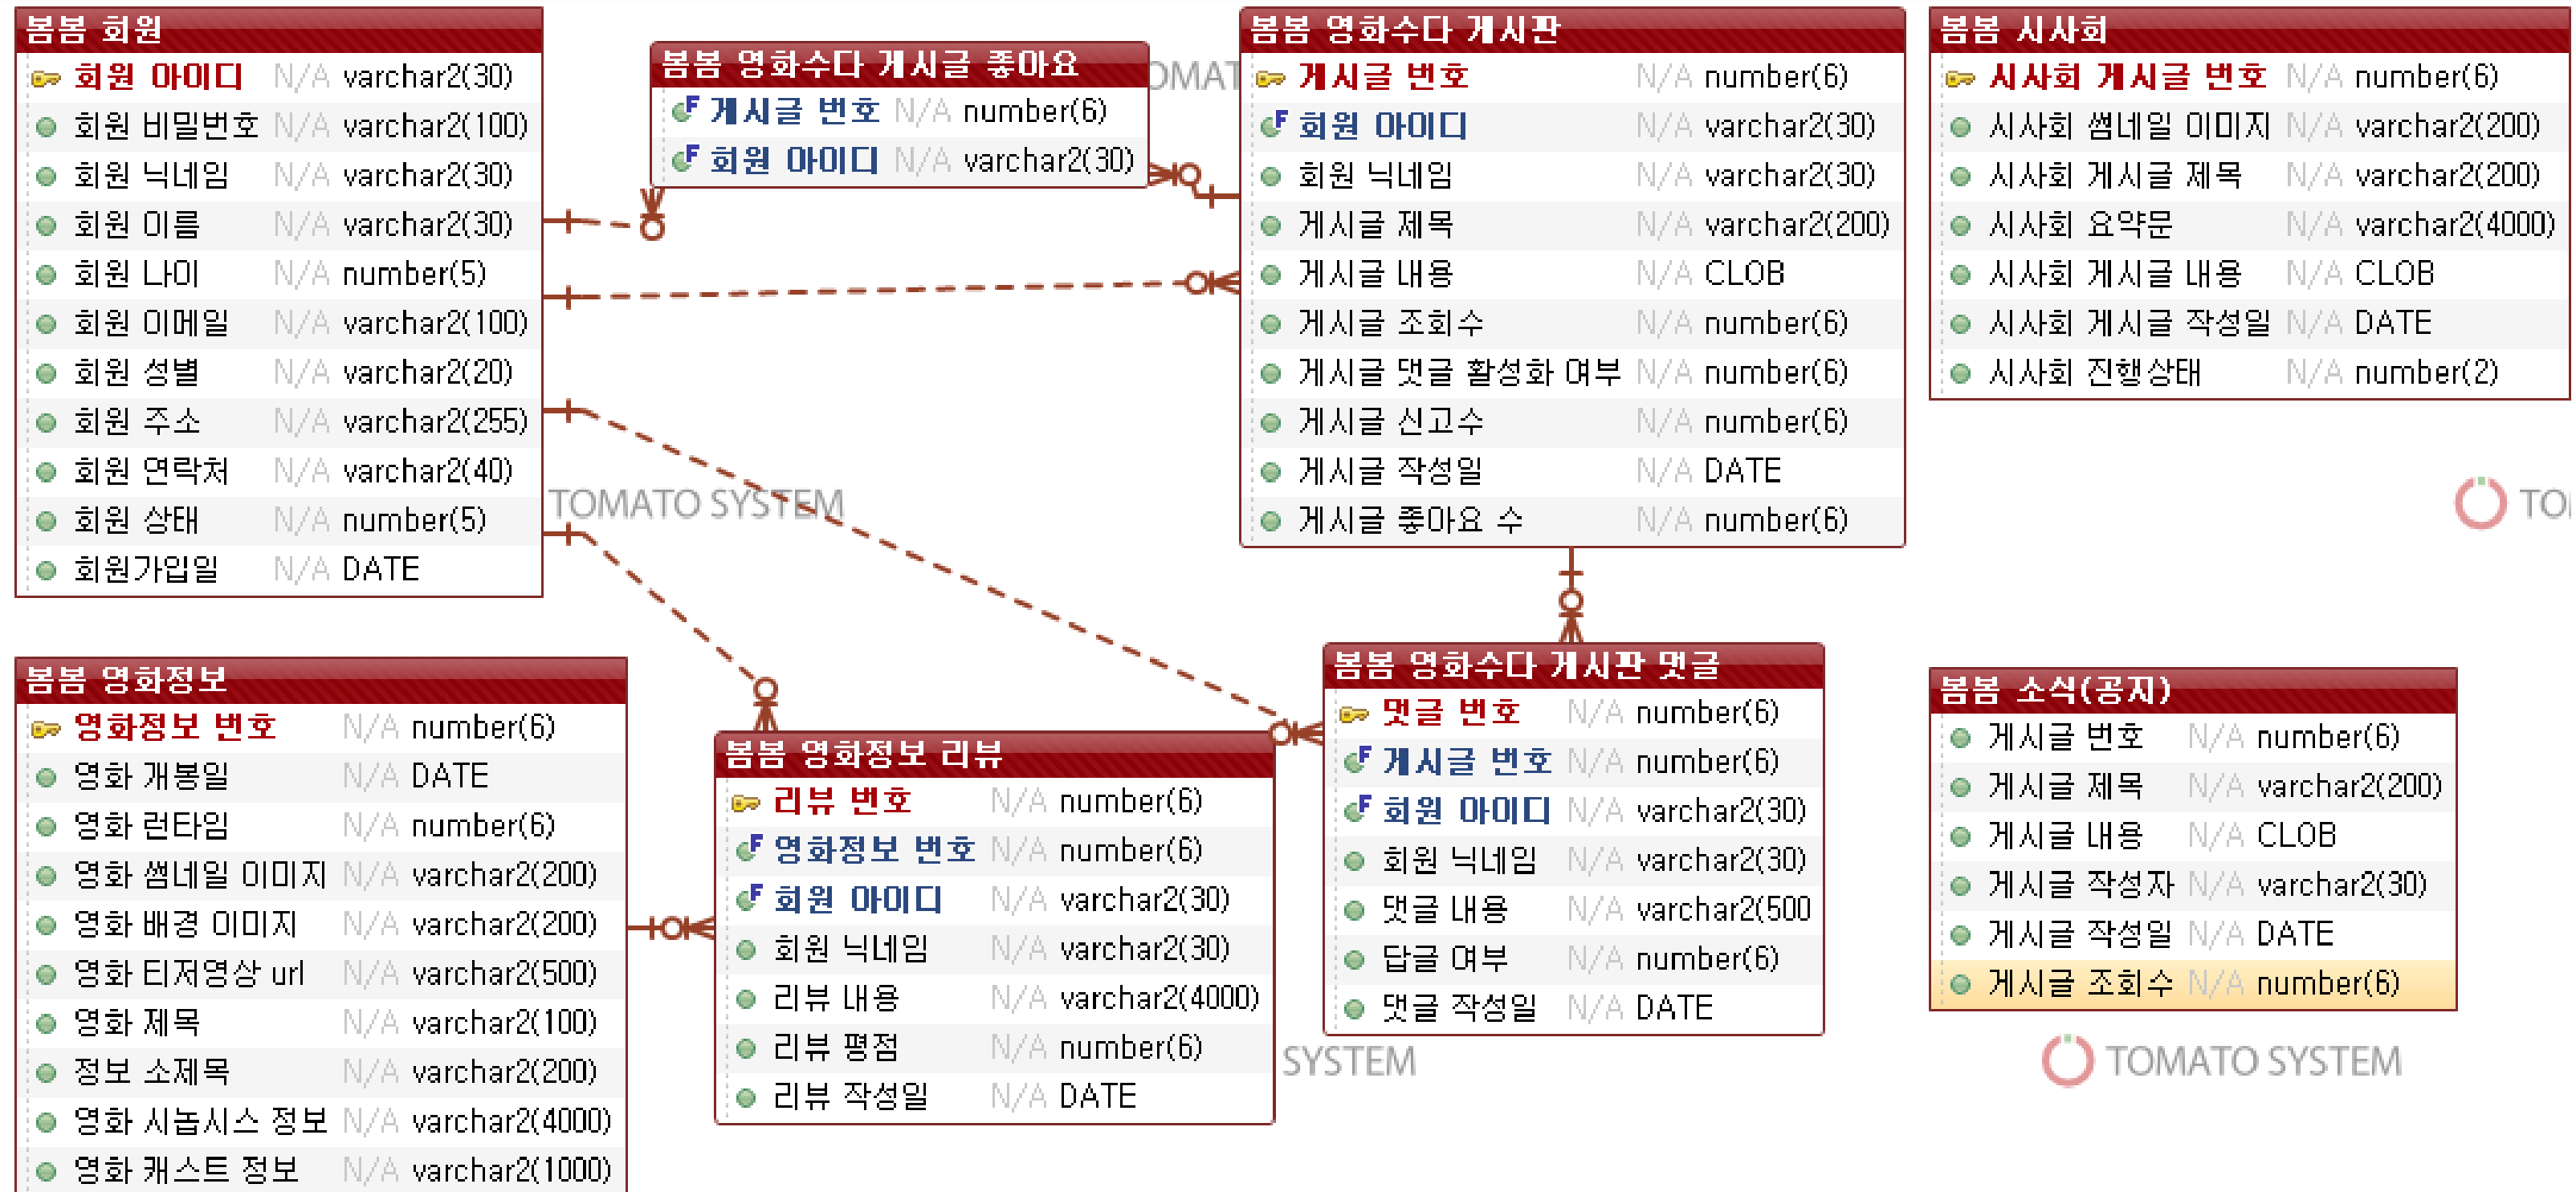 봄봄 회원
회원 아이디 N/A varchar2(30)
회원 비밀번호 N/A varchar2(100)
회원 닉네임 N/A varchar2(30)
회원 이름 N/A varchar2(30)
회원 나이 N/A number(5)
회원 이메일 N/A varchar2(100)
회원 성별 N/A varchar2(20)
회원 주소 N/A varchar2(255)
회원 연락처 N/A varchar2(40)
회원 상태 N/A number(5)
회원가입일 N/A DATE
봄봄 영화수다 게시글 좋아요
게시글 번호 N/A number(6)
회원 아이디 N/A varchar2(30)
OMAT
봄봄 영화수다 게시판
게시글 번호 N/A number(6)
회원 아이디 N/A varchar2(30)
회원 닉네임 N/A varchar2(30)
게시글 제목 N/A varchar2(200)
게시글 내용 N/A CLOB
게시글 조회수 N/A number(6)
게시글 댓글 활성화 여부 N/A number(6)
게시글 신고수 N/A number(6)
게시글 작성일 N/A DATE
게시글 좋아요 수 N/A number(6)
봄봄 시사회
시사회 게시글 번호 N/A number(6)
시사회 썸네일 이미지 N/A varchar2(200)
시사회 게시글 제목 N/A varchar2(200)
시사회 요약문 N/A varchar2(4000)
시사회 게시글 내용 N/A CLOB
시사회 게시글 작성일 N/A DATE
시사회 진행상태 N/A number(2)
TOMATO SYSTEM
TO
봄봄 영화정보
영화정보 번호 N/A number(6)
영화 개봉일 N/A DATE
영화 런타임 N/A number(6)
영화 썸네일 이미지 N/A varchar2(200)
영화 배경 이미지 N/A varchar2(200)
영화 티저영상 url N/A varchar2(500)
영화 제목 N/A varchar2(100)
정보 소제목 N/A varchar2(200)
영화 시놉시스 정보 N/A varchar2(4000)
영화 캐스트 정보 N/A varchar2(1000)
봄봄 영화정보 리뷰
리뷰 번호 N/A number(6)
영화정보 번호 N/A number(6)
회원 아이디 N/A varchar2(30)
회원 닉네임 N/A varchar2(30)
리뷰 내용 N/A varchar2(4000)
리뷰 평점 N/A number(6)
리뷰 작성일 N/A DATE
봄봄 영화수다 게시판 댓글
댓글 번호 N/A number(6)
게시글 번호 N/A number(6)
회원 아이디 N/A varchar2(30)
회원 닉네임 N/A varchar2(30)
댓글 내용 N/A varchar2(500
답글 여부 N/A number(6)
댓글 작성일 N/A DATE
SYSTEM
봄봄 소식(공지)
게시글 번호 N/A number(6)
게시글 제목 N/A varchar2(200)
게시글 내용 N/A CLOB
게시글 작성자 N/A varchar2(30)
게시글 작성일 N/A DATE
게시글 조회수 N/A number(6)
TOMATO SYSTEM